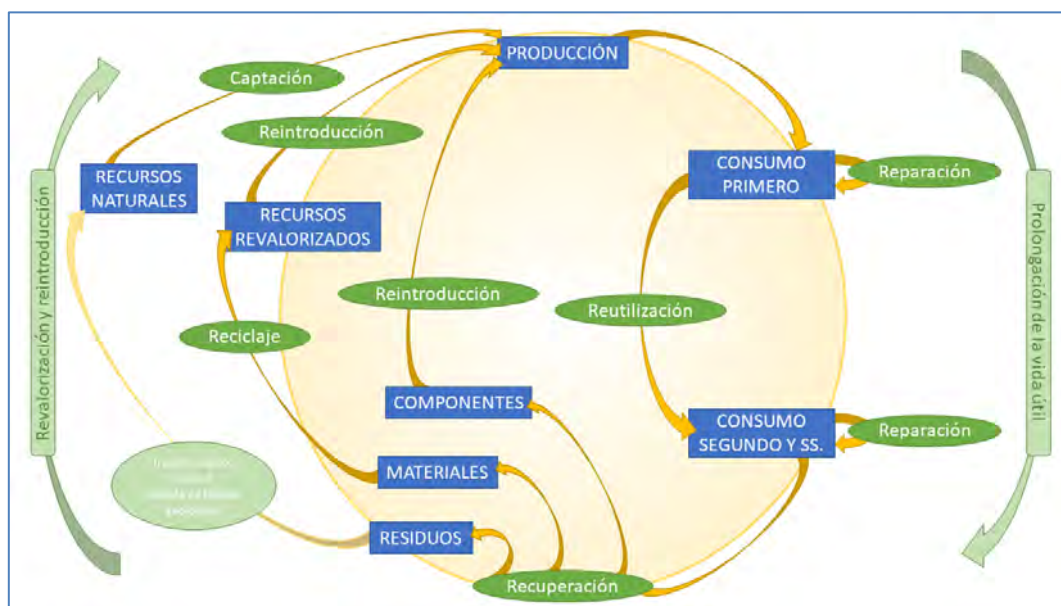 PRODUCCIÓN
Captación
Reintroducción
RECURSOS
NATURALES
RECURSOS
REVALORIZADOS
CONSUMO
PRIMERO
Reparación
Reintroducción
Reutilización
Reciclaje
COMPONENTES
CONSUMO
SEGUNDO Y SS.
Reparación
MATERIALES
RESIDUOS
Recuperación
Revalorización y reintroducción
Prolongación de la vida útil